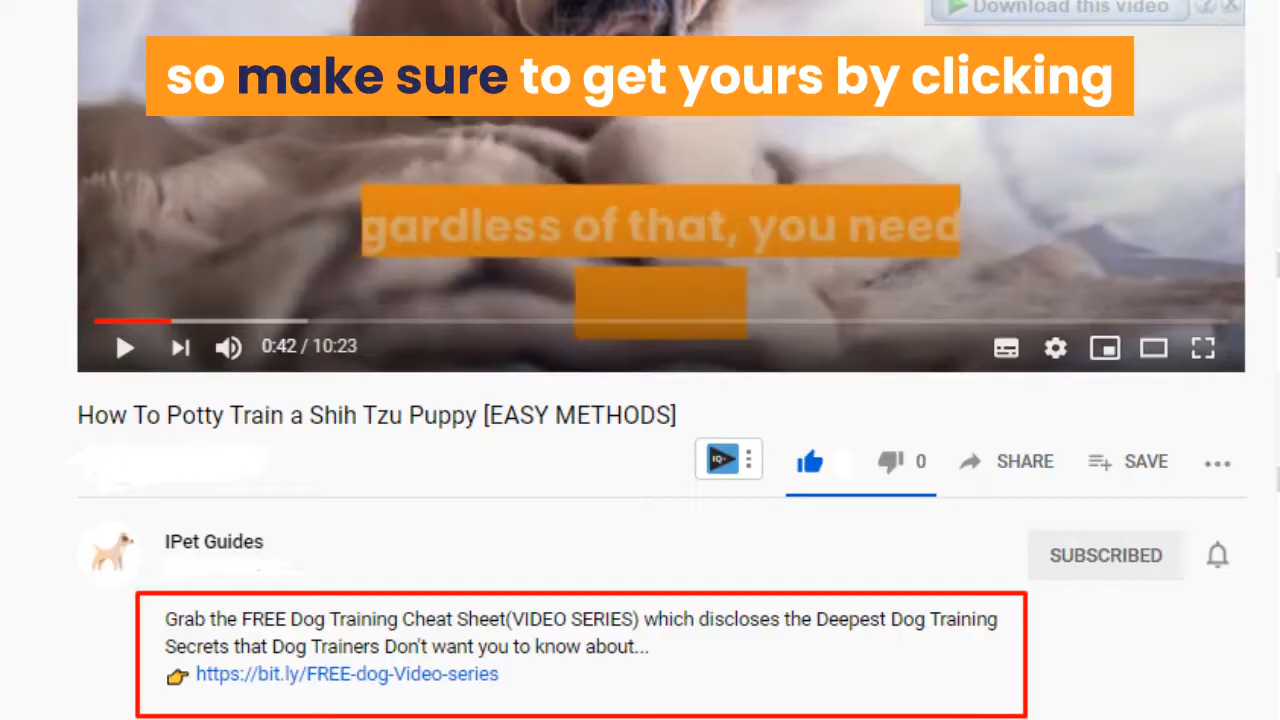 Download this video
so make sure to get yours by clicking
gardless of that, you need
0:42 / 10:23
How To Potty Train a Shih Tzu Puppy [EASY METHODS]
IQ
0
SHARE
SAVE
IPet Guides
SUBSCRIBED
Grab the FREE Dog Training Cheat Sheet(VIDEO SERIES) which discloses the Deepest Dog Training
Secrets that Dog Trainers Don't want you to know about...
👉 https://bit.ly/FREE-dog-Video-series